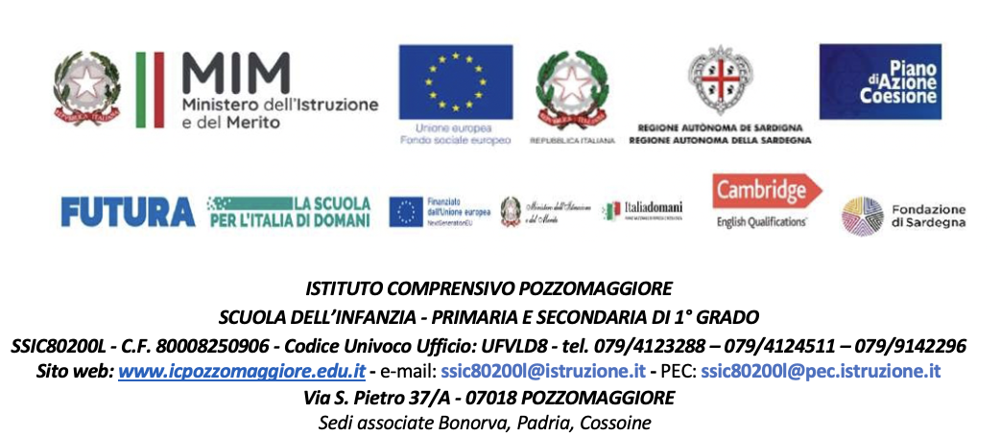 MIM
Ministero dell'Istruzione
e del Merito
REPUBBLICA ITALIANA
Unione europea
Fondo sociale europeo
REPUBBLICA ITALIANA
REGIONE AUTÒNOMA DE SARDIGNA
REGIONE AUTONOMA DELLA SARDEGNA
Piano
di Azione
Coesione
FUTURA
LA SCUOLA
PER L'ITALIA DI DOMANI
Finanziato
dall'Unione europea
NextGenerationEU
Ministero dell'Istruzione
e del Merito
Italiadomani
Cambridge
English Qualifications
Fondazione
di Sardegna
ISTITUTO COMPRENSIVO POZZOMAGGIORE
SCUOLA DELL’INFANZIA - PRIMARIA E SECONDARIA DI 1° GRADO
SSIC80200L - C.F. 80008250906 - Codice Univoco Ufficio: UFVLD8 - tel. 079/4123288 – 079/4124511 – 079/9142296
Sito web: www.icpozzomaggiore.edu.it - e-mail: ssic80200l@istruzione.it - PEC: ssic80200l@pec.istruzione.it
Via S. Pietro 37/A - 07018 POZZOMAGGIORE
Sedi associate Bonorva, Padria, Cossoine